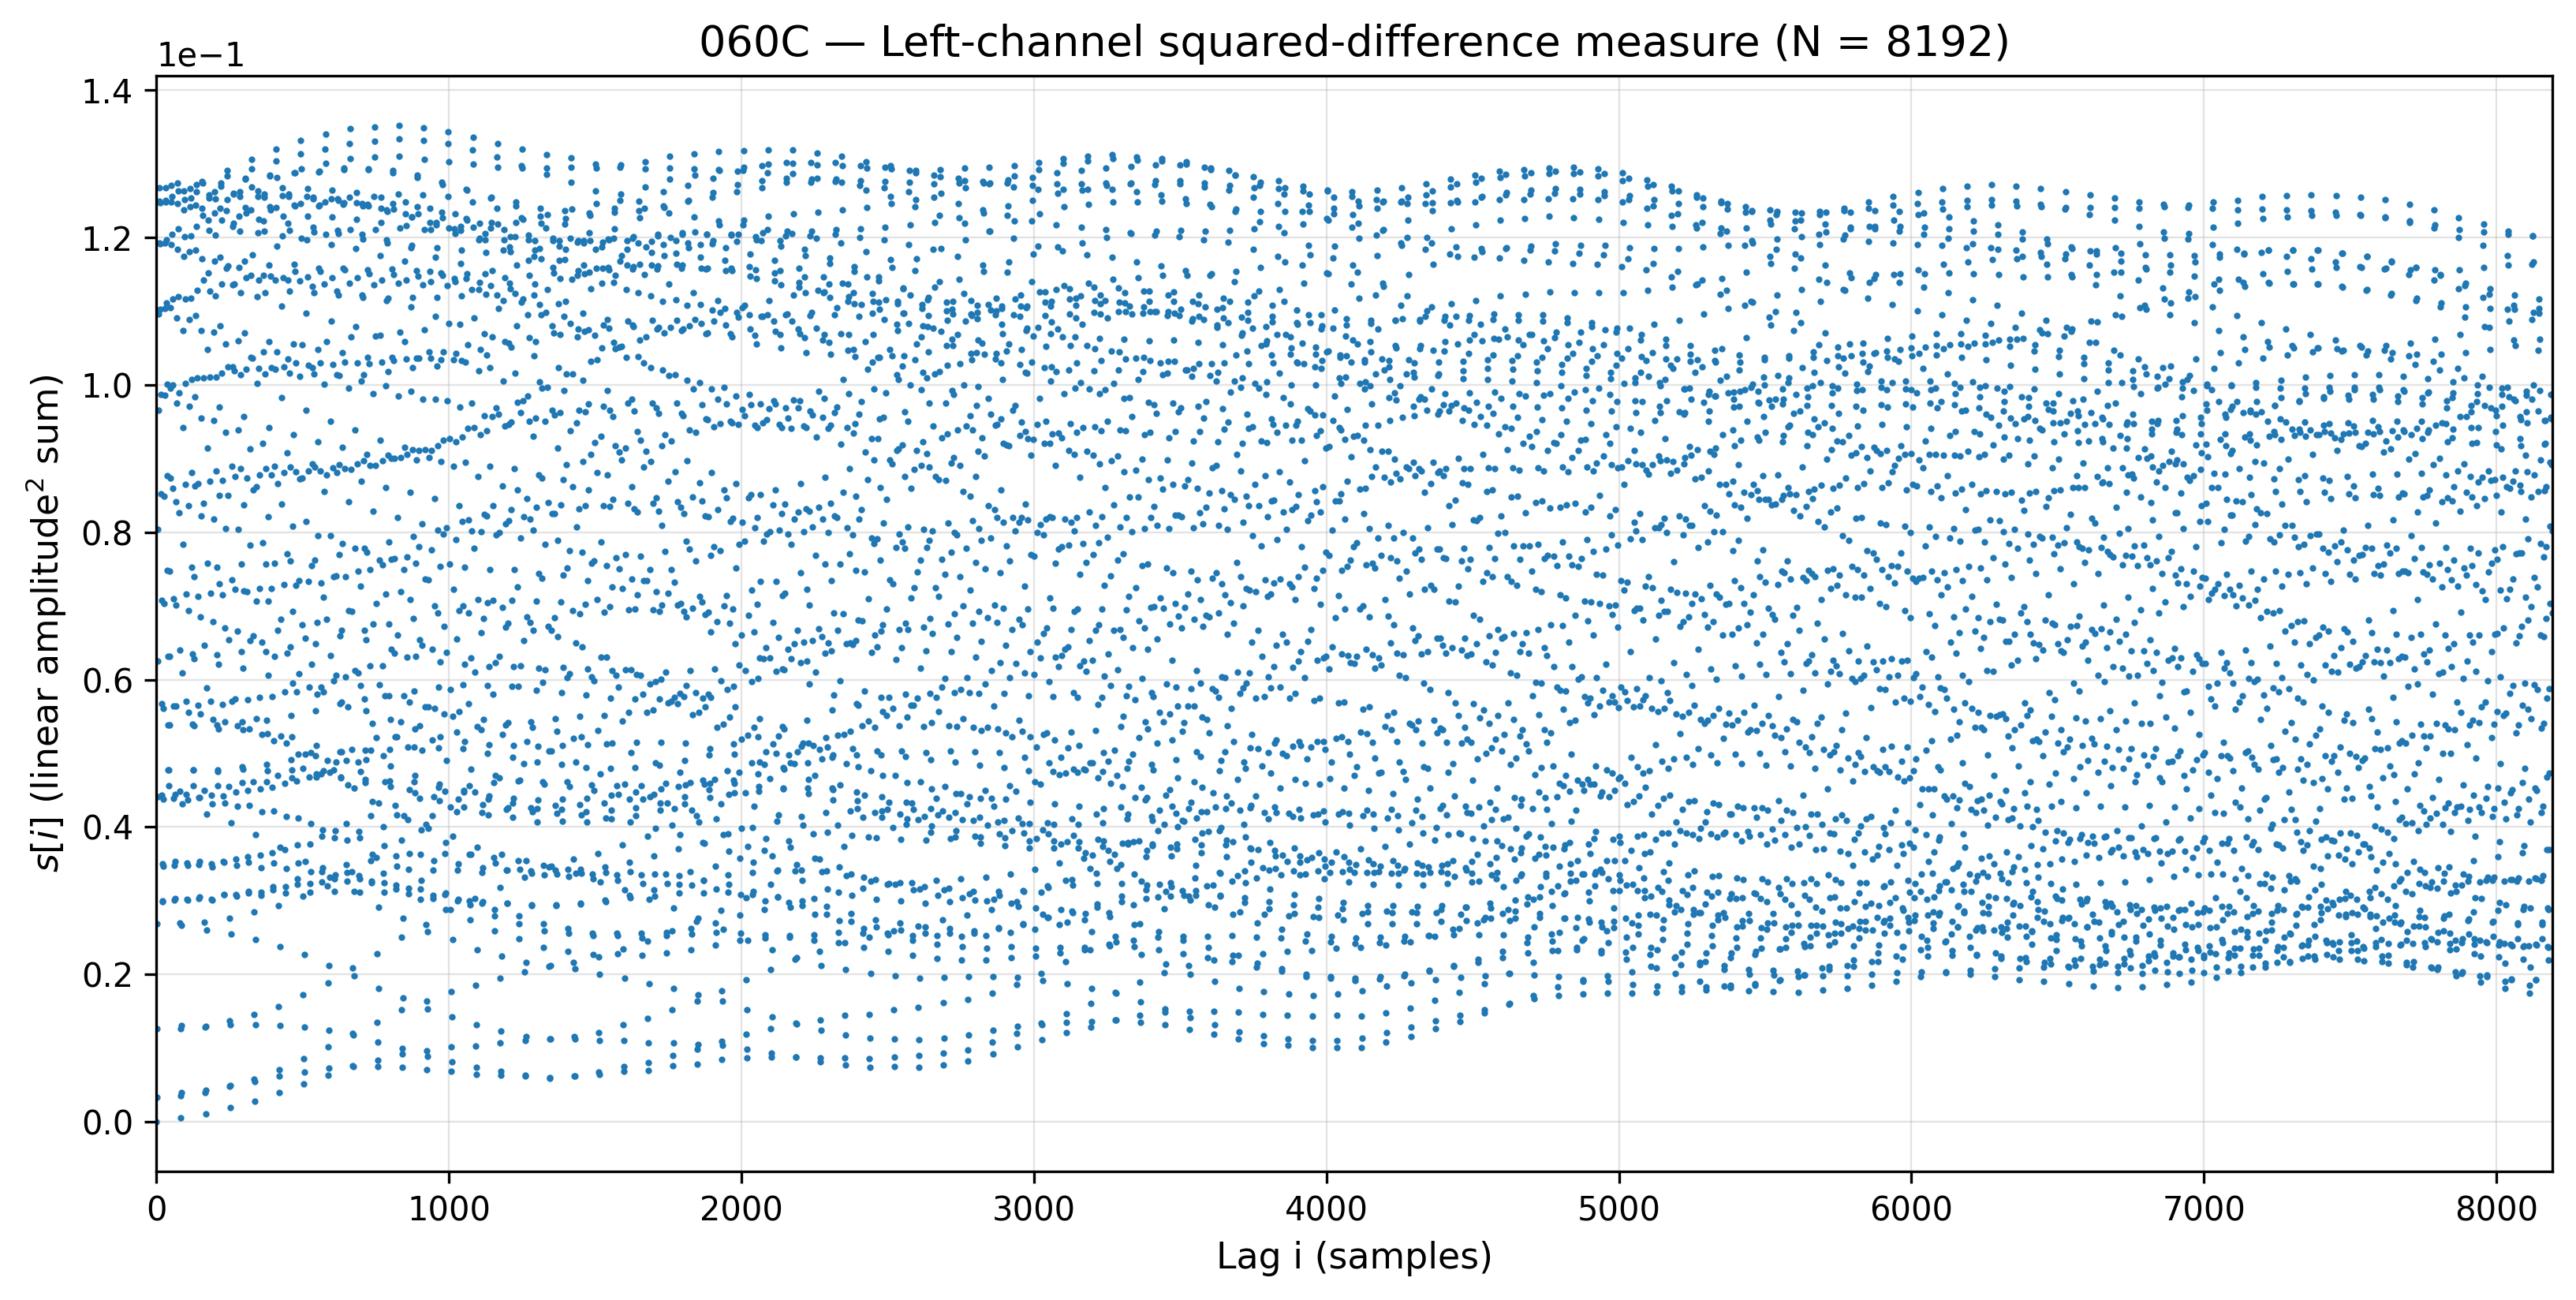 060C — Left-channel squared-difference measure (N = 8192)
1e−1
1.4
1.2
1.0
0.8
0.6
0.4
0.2
0.0
s[i] (linear amplitude² sum)
0 1000 2000 3000 4000 5000 6000 7000 8000
Lag i (samples)